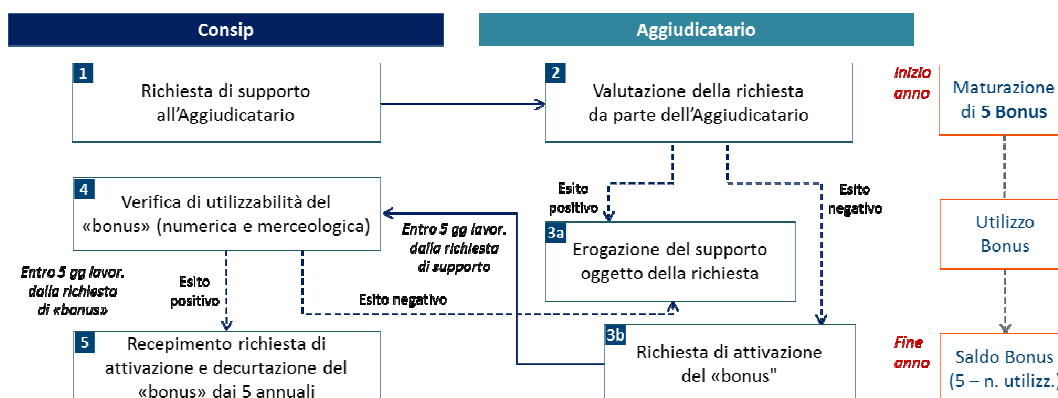 Consip
Aggiudicatario
1
Richiesta di supporto
all'Aggiudicatario
2
Valutazione della richiesta
da parte dell'Aggiudicatario
Inizio
anno
Maturazione
di 5 Bonus
4
Verifica di utilizzabilità del
«bonus» (numerica e merceologica)
Entro 5 gg lavor.
dalla richiesta
di supporto
Esito
positivo
Esito
negativo
3a
Erogazione del supporto
oggetto della richiesta
Utilizzo
Bonus
Entro 5 gg lavor.
dalla richiesta
di «bonus»
Esito
positivo
Esito negativo
5
Recepimento richiesta di
attivazione e decurtazione del
«bonus» dai 5 annuali
3b
Richiesta di attivazione
del «bonus"
Fine
anno
Saldo Bonus
(5 – n. utilizz.)